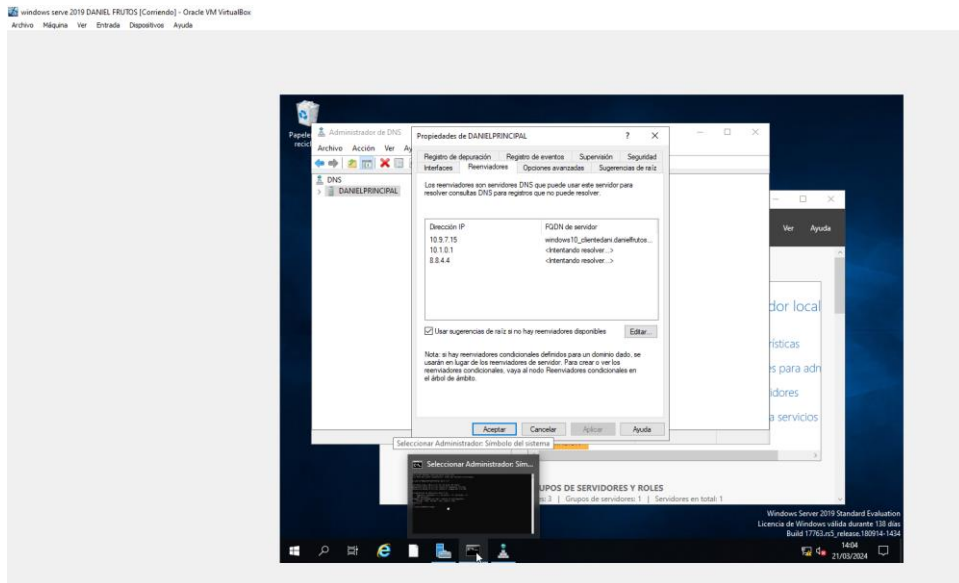 windows serve 2019 DANIEL FRUTOS [Corriendo] - Oracle VM VirtualBox
Archivo Máquina Ver Entrada Dispositivos Ayuda
Administrador de DNS
Archivo Acción Ver
DNS
DANIELPRINCIPAL
Propiedades de DANIELPRINCIPAL ? X
Registro de depuración Registro de eventos Supervisión Seguridad
Interfaces Reenviadores Opciones avanzadas Sugerencias de raíz
Los reenviadores son servidores DNS que puede usar este servidor para
resolver consultas DNS para registros que no puede resolver.
Dirección IP FQDN de servidor
10.9.7.15 windows10_clientedani.danielfrutos...
10.1.0.1 <Intentando resolver...>
8.8.4.4 <Intentando resolver...>
Usar sugerencias de raíz si no hay reenviadores disponibles Editar...
Nota: si hay reenviadores condicionales definidos para un dominio dado, se
usarán en lugar de los reenviadores de servidor. Para crear o ver los
reenviadores condicionales, vaya al nodo Reenviadores condicionales en
el árbol de ámbito.
Aceptar Cancelar Aplicar Ayuda
Ver Ayuda
dor local
rísticas
s para adn
idores
a servicios
Seleccionar Administrador: Símbolo del sistema
Seleccionar Administrador: Sím...
UPOS DE SERVIDORES Y ROLES
es: 3 | Grupos de servidores: 1 | Servidores en total: 1
Windows Server 2019 Standard Evaluation
Licencia de Windows válida durante 138 días
Build 17763.rs5_release.180914-1434
14:04
21/03/2024